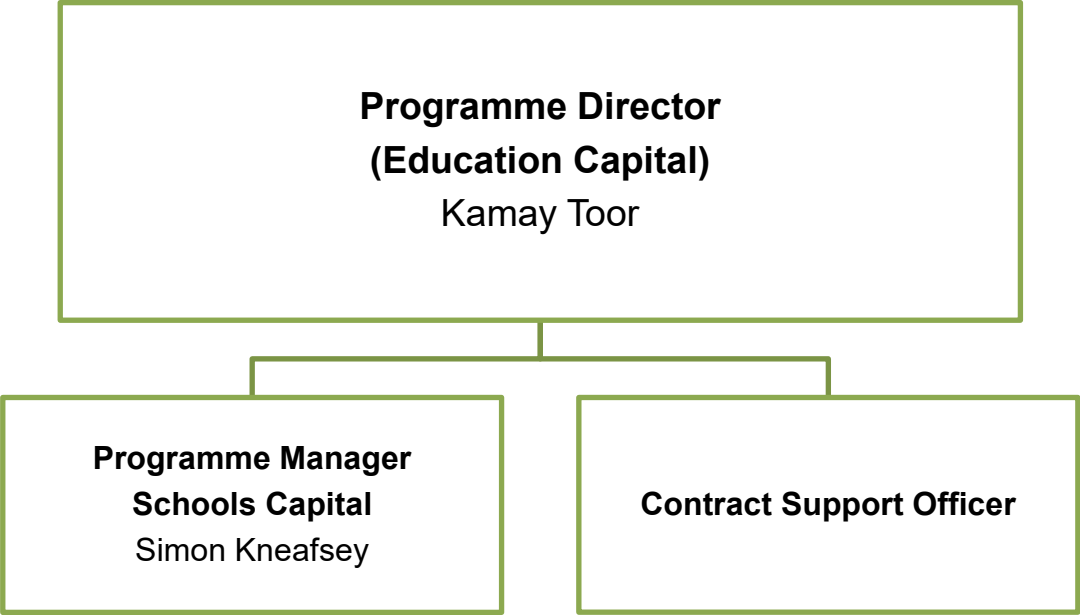 Programme Director
(Education Capital)
Kamay Toor
Programme Manager
Schools Capital
Simon Kneafsey
Contract Support Officer